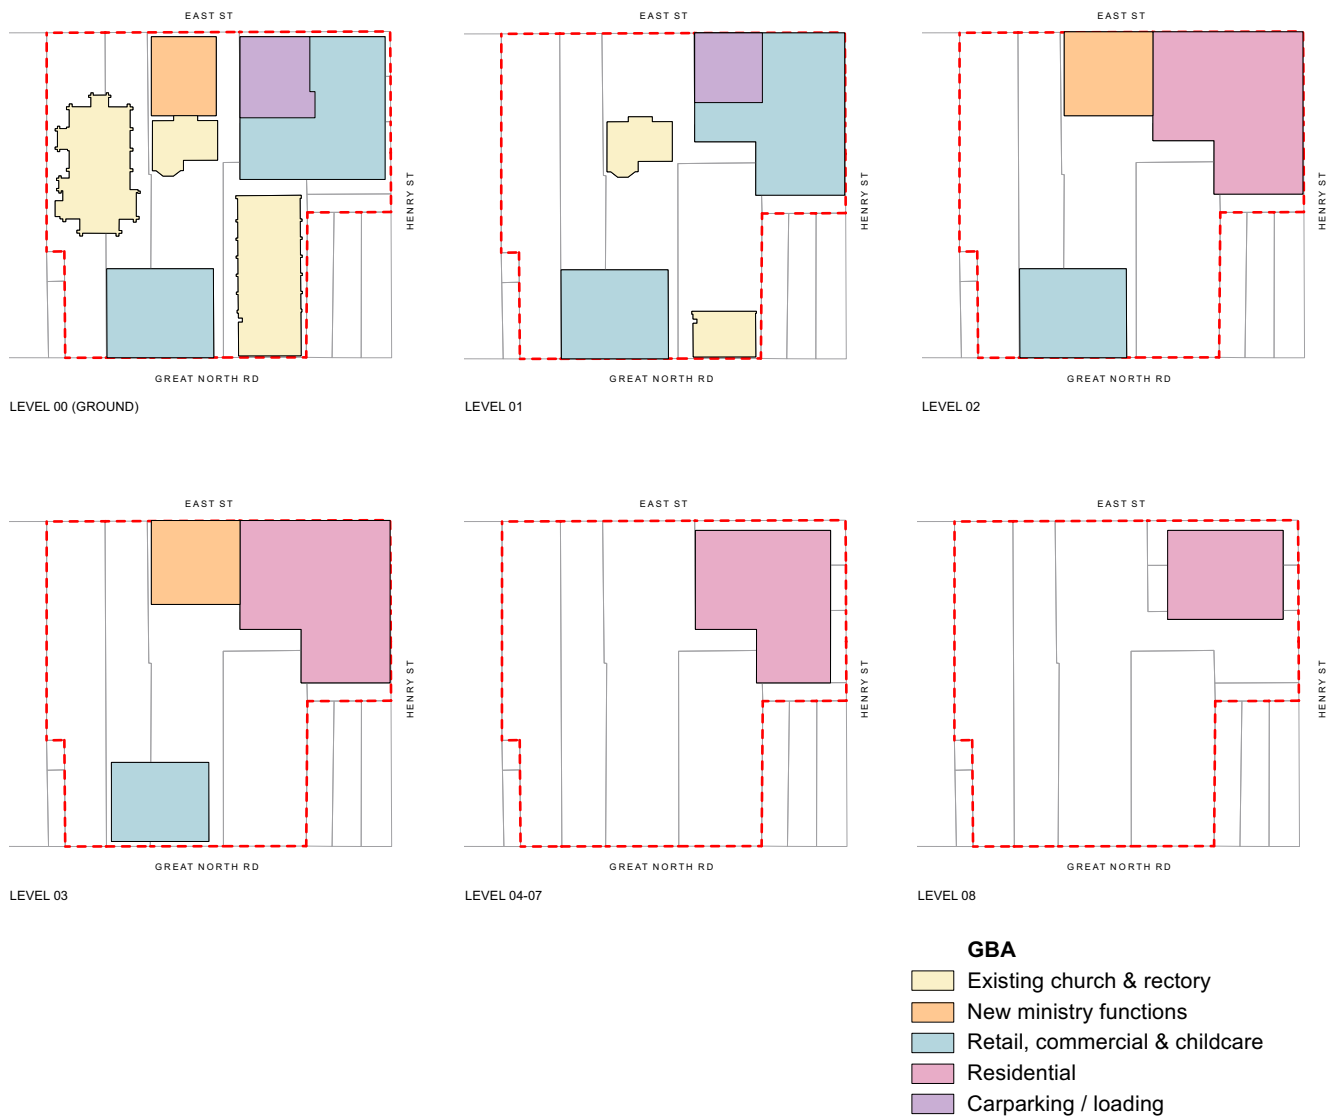 EAST ST
HENRY ST
GREAT NORTH RD
LEVEL 00 (GROUND)
EAST ST
HENRY ST
GREAT NORTH RD
LEVEL 01
EAST ST
HENRY ST
GREAT NORTH RD
LEVEL 02
EAST ST
HENRY ST
GREAT NORTH RD
LEVEL 03
EAST ST
HENRY ST
GREAT NORTH RD
LEVEL 04-07
EAST ST
HENRY ST
GREAT NORTH RD
LEVEL 08
GBA
Existing church & rectory
New ministry functions
Retail, commercial & childcare
Residential
Carparking / loading